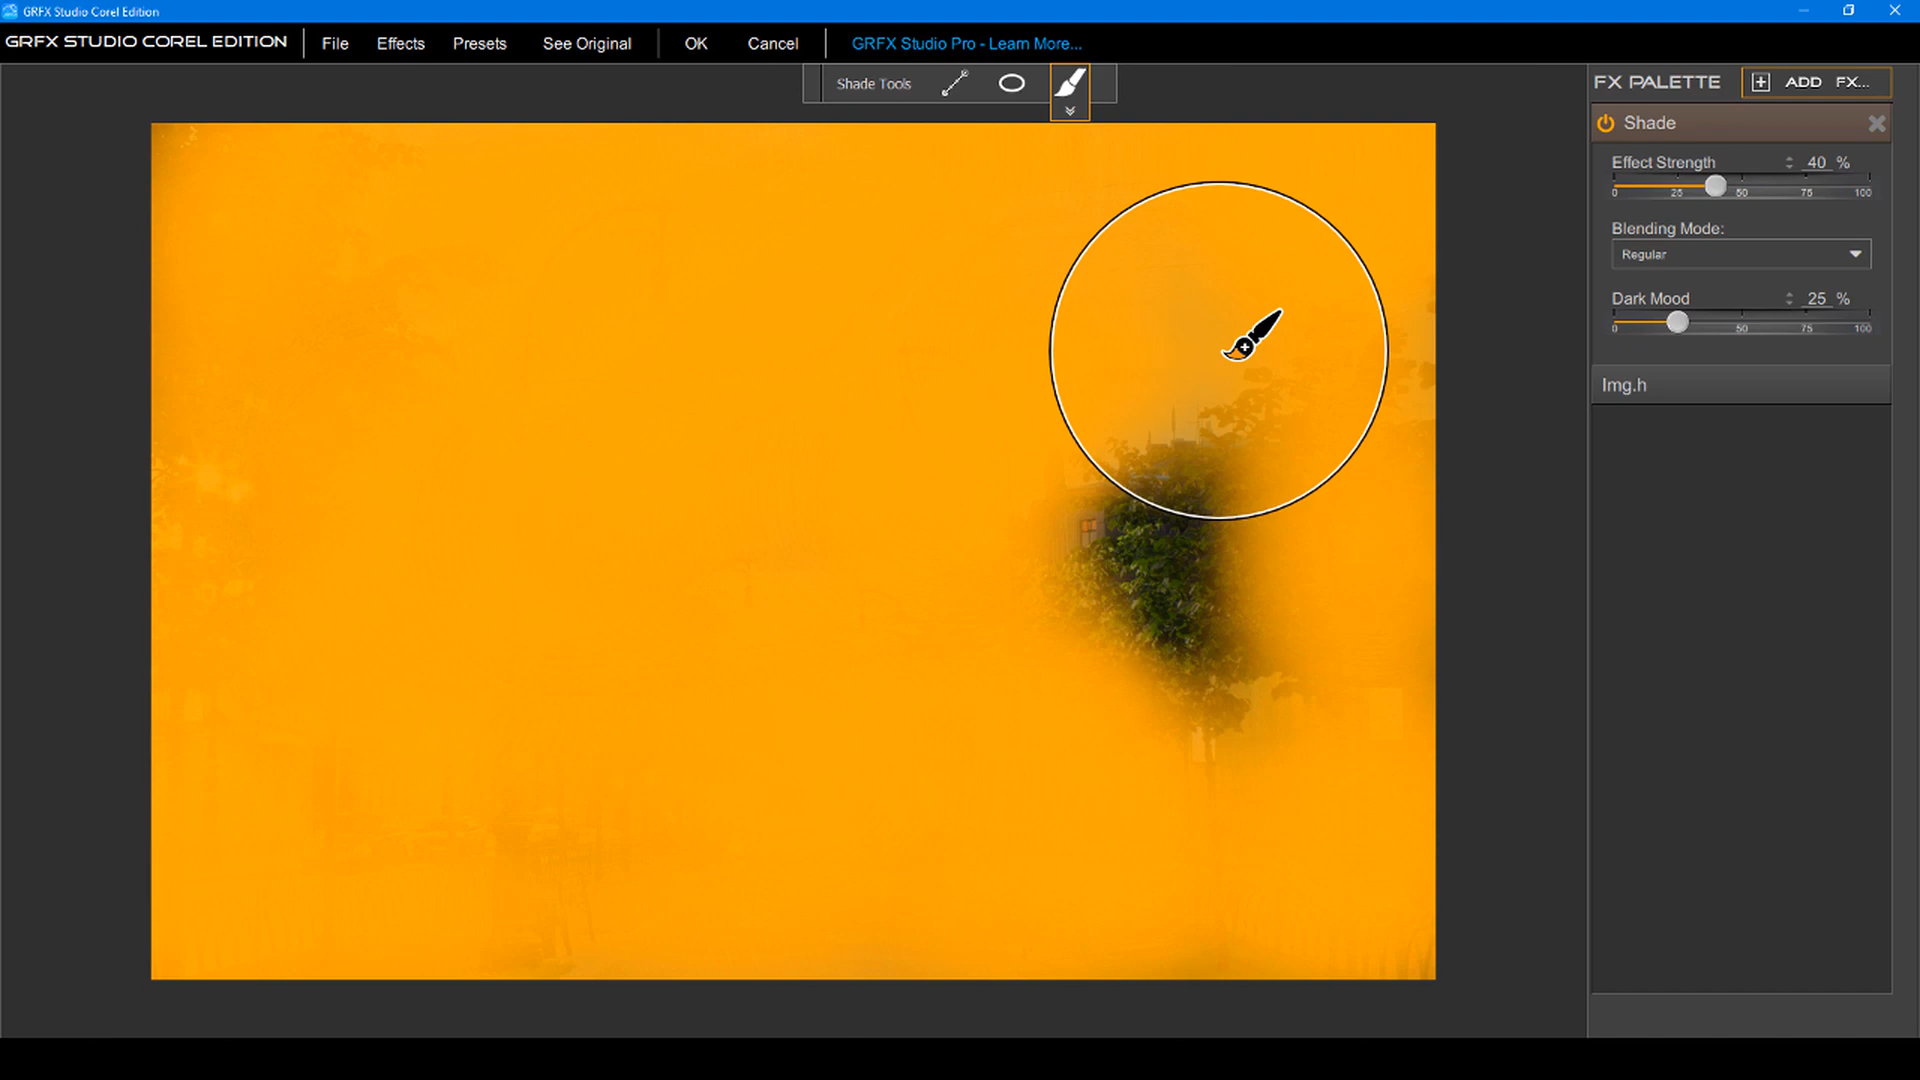 GRFX Studio Corel Edition
GRFX STUDIO COREL EDITION
File
Effects
Presets
See Original
OK
Cancel
GRFX Studio Pro - Learn More...
Shade Tools
FX PALETTE
ADD FX...
Shade
Effect Strength 40 %
0 25 50 75 100
Blending Mode:
Regular
Dark Mood 25 %
0 50 75 100
Img.h